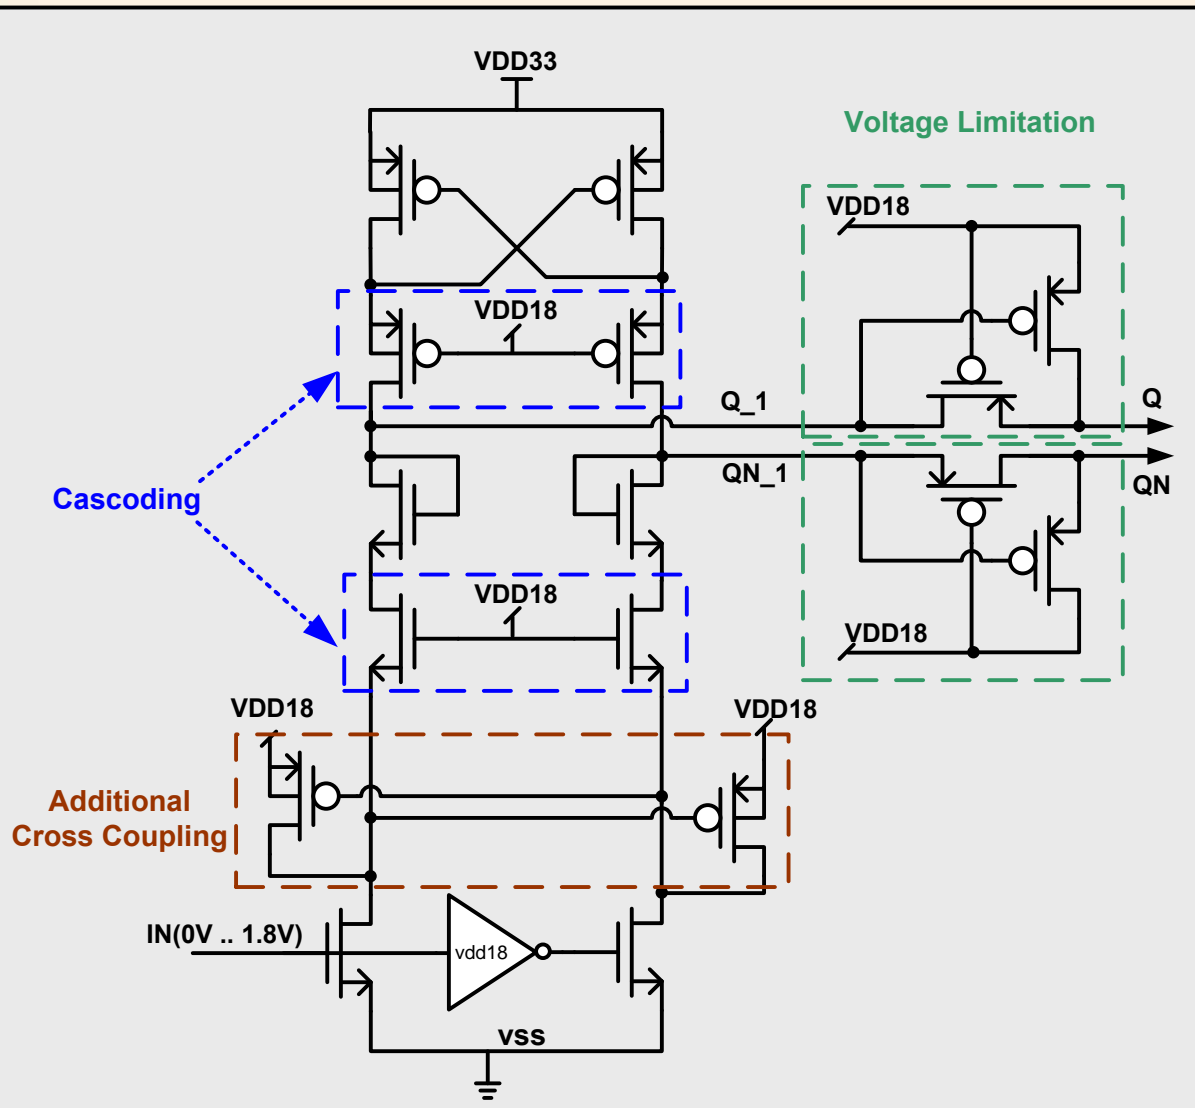 VDD33
Voltage Limitation
VDD18
VDD18
Q_1
Q
QN_1
QN
Cascoding
VDD18
VDD18
VDD18
VDD18
Additional
Cross Coupling
IN(0V .. 1.8V)
vdd18
vss